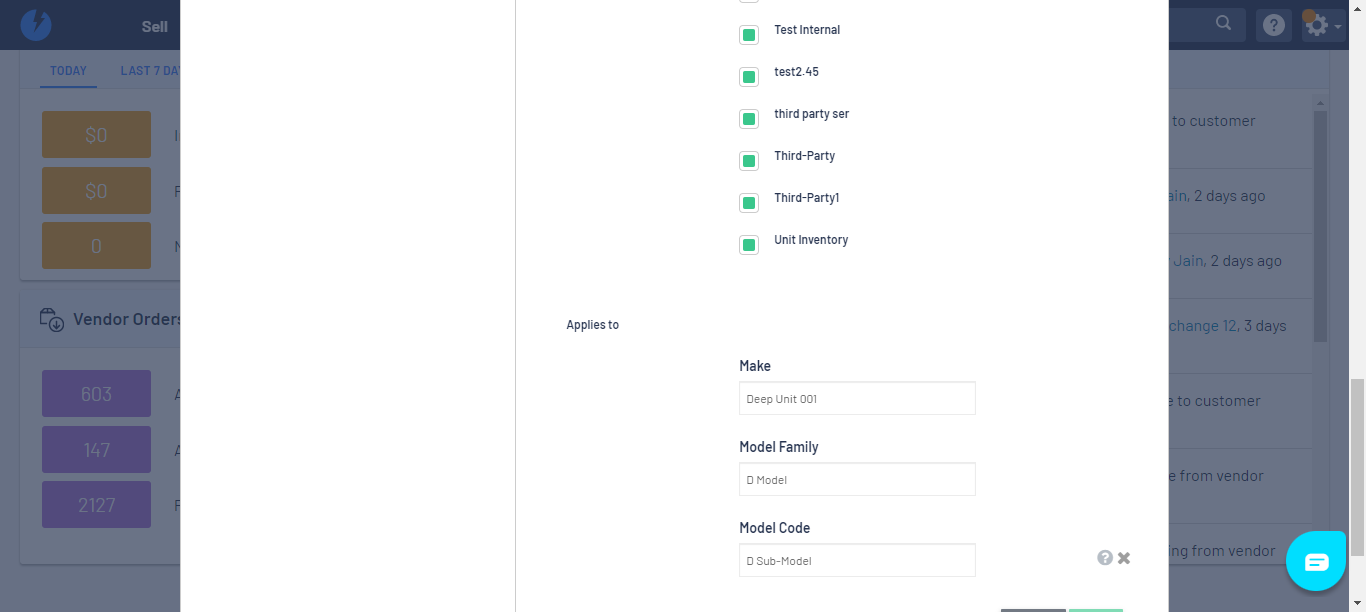 Sell
TODAY
LAST 7 DA
$0
$0
0
Vendor Orders
603
147
2127
Test Internal
test2.45
third party ser
Third-Party
Third-Party1
Unit Inventory
Applies to
Make
Deep Unit 001
Model Family
D Model
Model Code
D Sub-Model
?
?
to customer
ain, 2 days ago
Jain, 2 days ago
change 12, 3 days
e to customer
e from vendor
ing from vendor